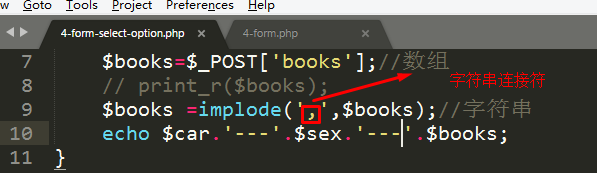 w Goto Tools Project Preferences Help
4-form-select-option.php × 4-form.php ×
7 $books=$_POST['books'];//数组
8 // print_r($books);
字符串连接符
9 $books =implode(',',$books);//字符串
10 echo $car.'---'.$sex.'---'.$books;
11 }